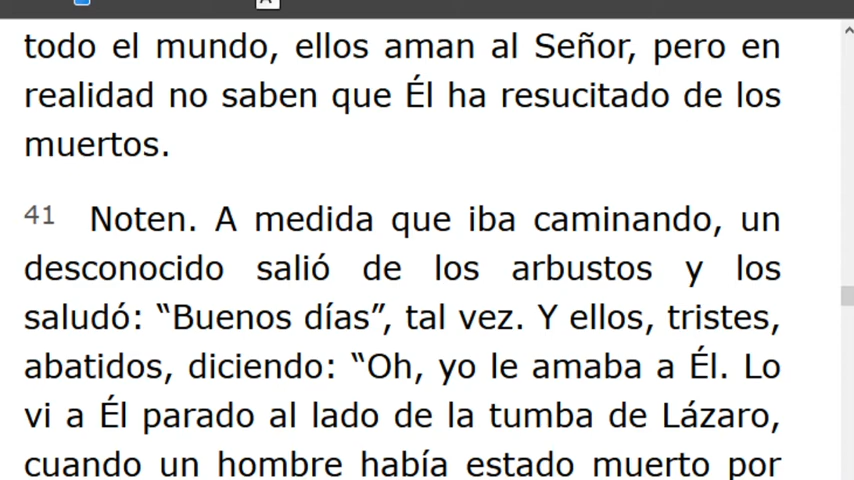 todo el mundo, ellos aman al Señor, pero en
realidad no saben que Él ha resucitado de los
muertos.
41 Noten. A medida que iba caminando, un
desconocido salió de los arbustos y los
saludó: “Buenos días”, tal vez. Y ellos, tristes,
abatidos, diciendo: “Oh, yo le amaba a Él. Lo
vi a Él parado al lado de la tumba de Lázaro,
cuando un hombre había estado muerto por